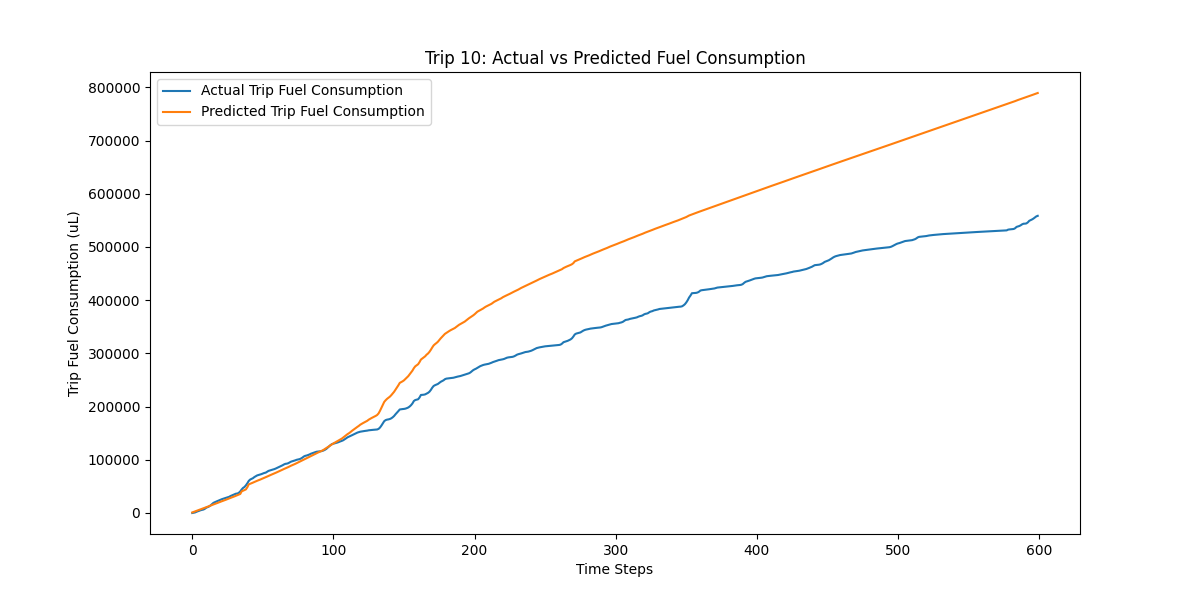 Trip 10: Actual vs Predicted Fuel Consumption
Actual Trip Fuel Consumption
Predicted Trip Fuel Consumption
Trip Fuel Consumption (uL)
800000
700000
600000
500000
400000
300000
200000
100000
0
0 100 200 300 400 500 600
Time Steps